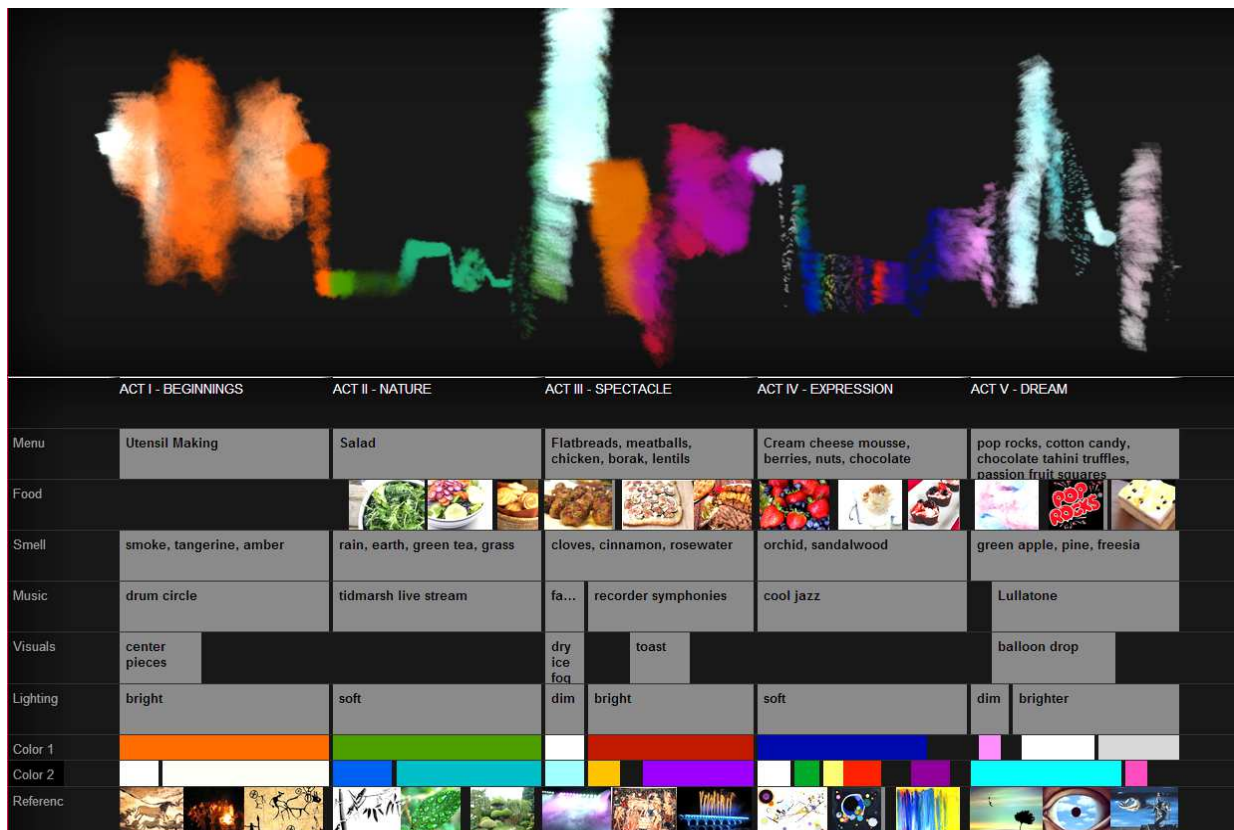 ACT I - BEGINNINGS
ACT II - NATURE
ACT III - SPECTACLE
ACT IV - EXPRESSION
ACT V - DREAM
Menu
Utensil Making
Salad
Flatbreads, meatballs,
chicken, borak, lentils
Cream cheese mousse,
berries, nuts, chocolate
pop rocks, cotton candy,
chocolate tahini truffles,
passion fruit squares
Food
POP
ROCKS
Smell
smoke, tangerine, amber
rain, earth, green tea, grass
cloves, cinnamon, rosewater
orchid, sandalwood
green apple, pine, freesia
Music
drum circle
tidmarsh live stream
fa...
recorder symphonies
cool jazz
Lullatone
Visuals
center
pieces
dry
ice
fog
toast
balloon drop
Lighting
bright
soft
dim
bright
soft
dim
brighter
Color 1
Color 2
Referenc